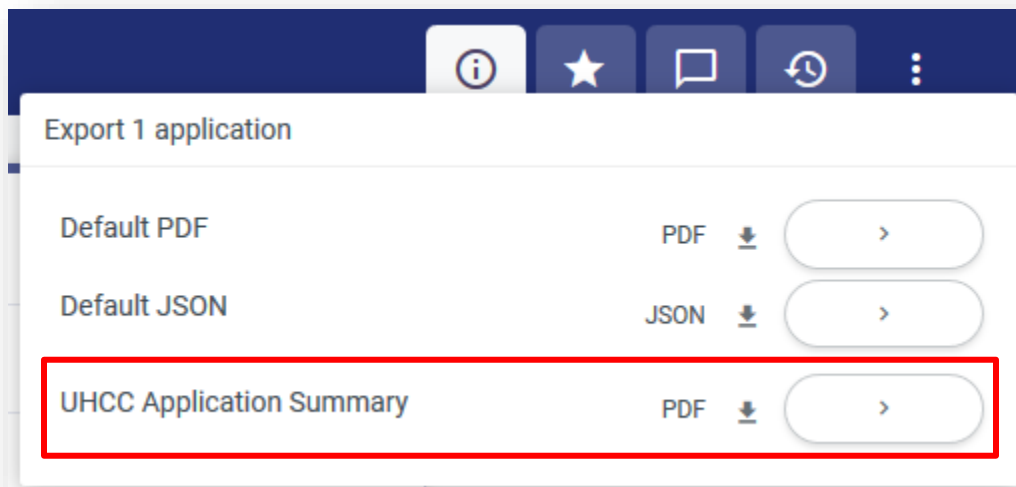 Export 1 application
Default PDF PDF
Default JSON JSON
UHCC Application Summary PDF